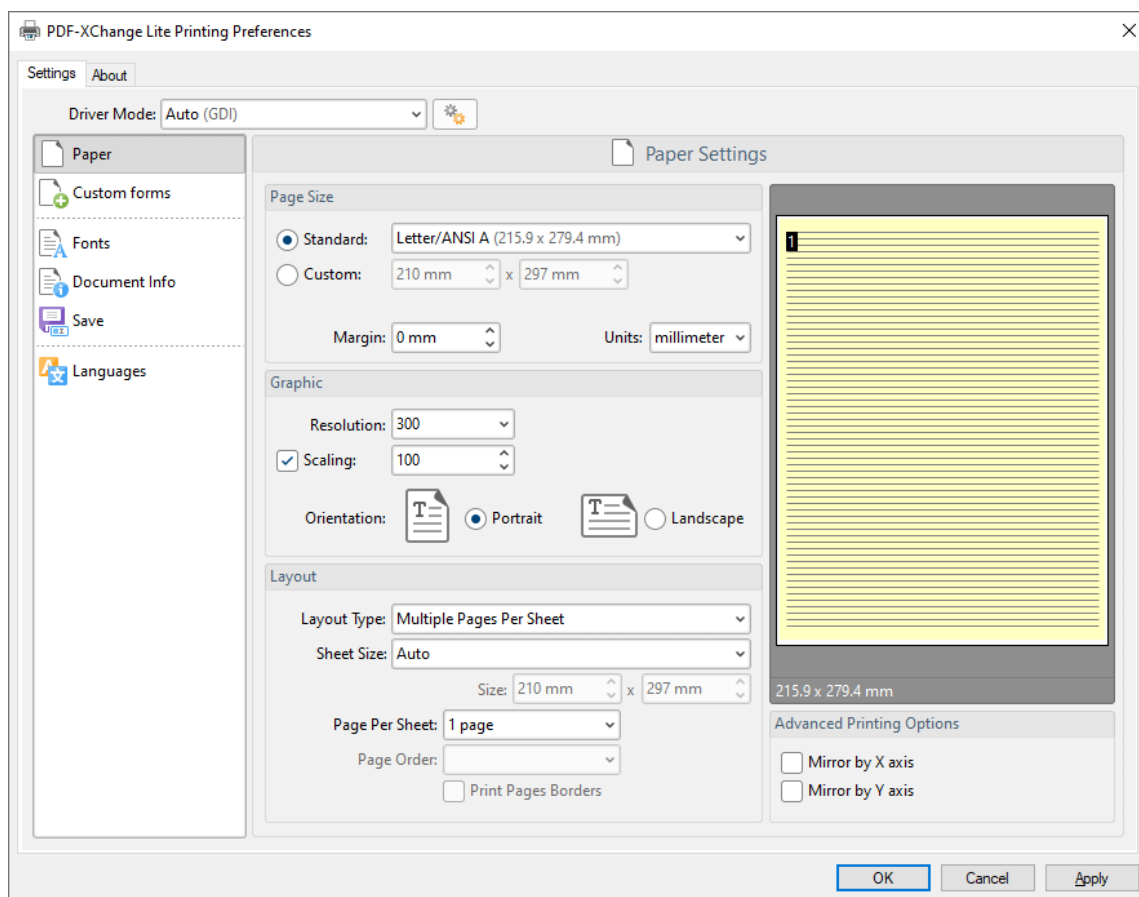 PDF-XChange Lite Printing Preferences
Settings About
Driver Mode: Auto (GDI)
Paper
Custom forms
Fonts
Document Info
Save
Languages
Paper Settings
Page Size
Standard: Letter/ANSI A (215.9 x 279.4 mm)
Custom: 210 mm x 297 mm
Margin: 0 mm Units: millimeter
Graphic
Resolution: 300
Scaling: 100
Orientation: T Portrait T Landscape
Layout
Layout Type: Multiple Pages Per Sheet
Sheet Size: Auto
Size: 210 mm x 297 mm
Page Per Sheet: 1 page
Page Order:
Print Pages Borders
1
215.9 x 279.4 mm
Advanced Printing Options
Mirror by X axis
Mirror by Y axis
OK Cancel Apply